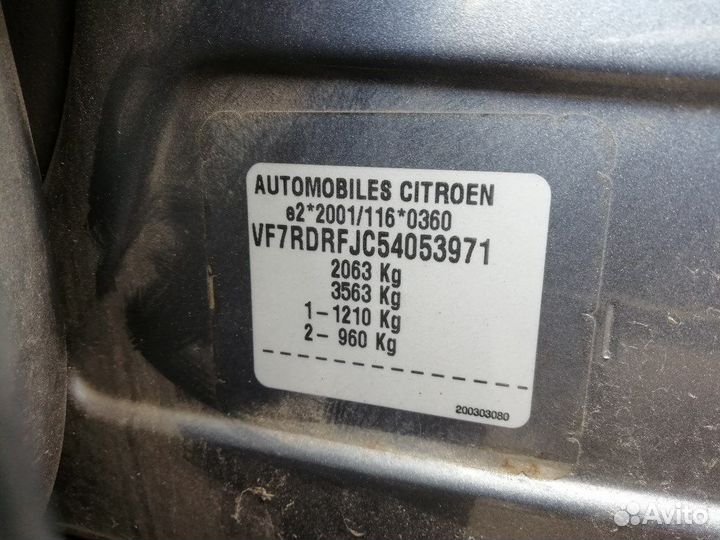 AUTOMOBILES CITROEN
e2*2001/116*0360
VF7RDRFJC54053971
2063 Kg
3563 Kg
1-1210 Kg
2- 960 Kg
200303080
Avito